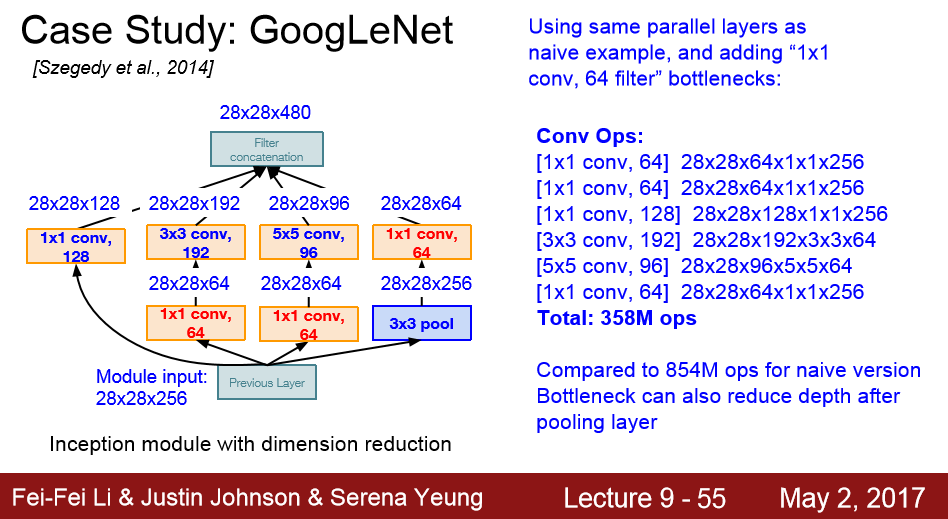 Case Study: GoogLeNet
[Szegedy et al., 2014]
28x28x480
Filter
concatenation
28x28x128
28x28x192
28x28x96
28x28x64
1x1 conv,
128
3x3 conv,
192
5x5 conv,
96
1x1 conv,
64
28x28x64
28x28x64
28x28x256
1x1 conv,
64
1x1 conv,
64
3x3 pool
Module input:
28x28x256
Previous Layer
Inception module with dimension reduction
Using same parallel layers as
naive example, and adding “1x1
conv, 64 filter” bottlenecks:
Conv Ops:
[1x1 conv, 64]  28x28x64x1x1x256
[1x1 conv, 64]  28x28x64x1x1x256
[1x1 conv, 128]  28x28x128x1x1x256
[3x3 conv, 192]  28x28x192x3x3x64
[5x5 conv, 96]  28x28x96x5x5x64
[1x1 conv, 64]  28x28x64x1x1x256
Total: 358M ops
Compared to 854M ops for naive version
Bottleneck can also reduce depth after
pooling layer
Fei-Fei Li & Justin Johnson & Serena Yeung
Lecture 9 - 55
May 2, 2017